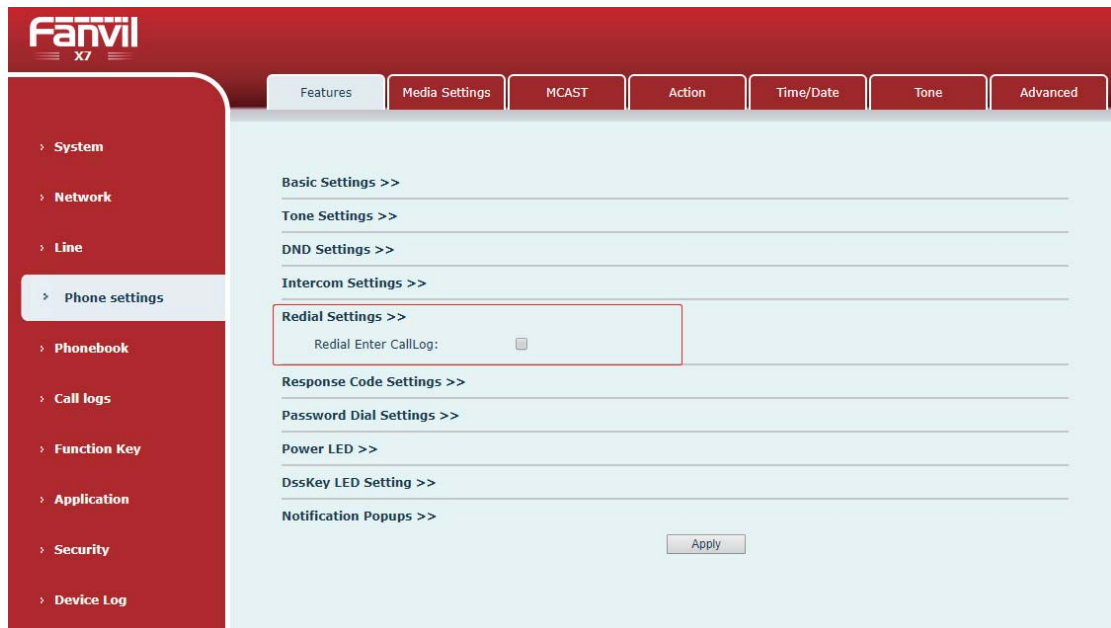 Fanvil
X7
Features Media Settings MCAST Action Time/Date Tone Advanced
› System
› Network
› Line
› Phone settings
› Phonebook
› Call logs
› Function Key
› Application
› Security
› Device Log
Basic Settings >>
Tone Settings >>
DND Settings >>
Intercom Settings >>
Redial Settings >>
Redial Enter CallLog:
Response Code Settings >>
Password Dial Settings >>
Power LED >>
DssKey LED Setting >>
Notification Popups >>
Apply